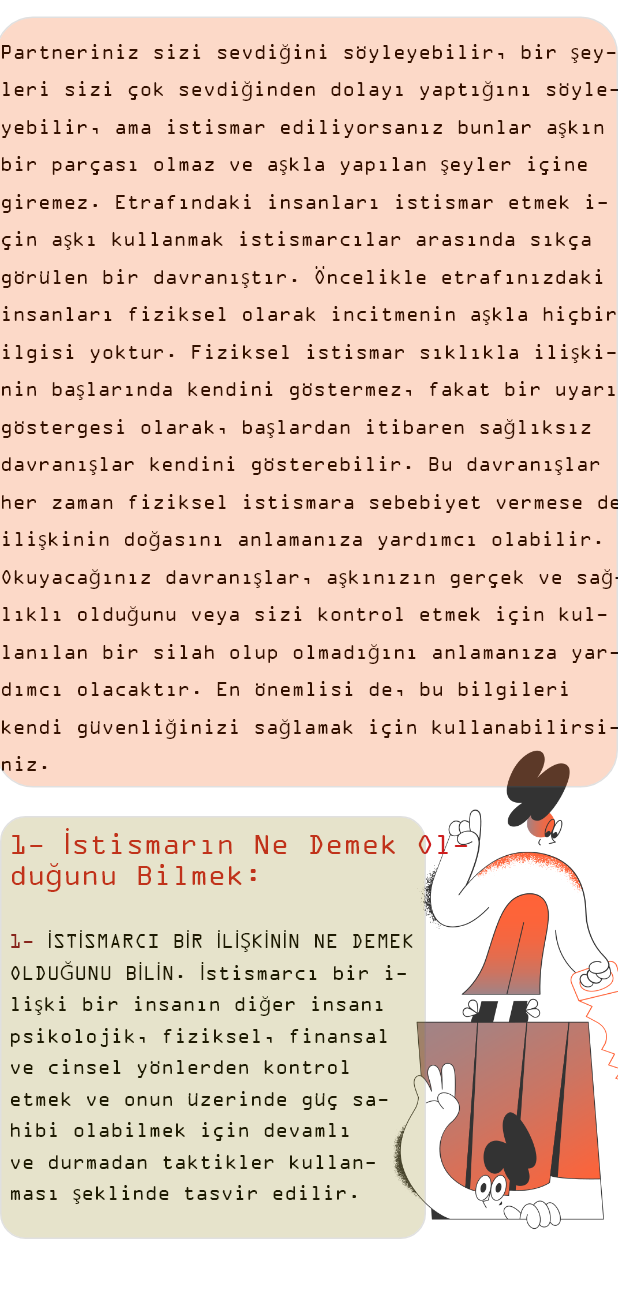 Partneriniz sizi sevdiğini söyleyebilir, bir şey-
leri sizi çok sevdiğinden dolayı yaptığını söyle-
yebilir, ama istismar ediliyorsanız bunlar aşkın
bir parçası olmaz ve aşkla yapılan şeyler içine
giremez. Etrafındaki insanları istismar etmek i-
çin aşkı kullanmak istismarcılar arasında sıkça
görülen bir davranıştır. Öncelikle etrafınızdaki
insanları fiziksel olarak incitmenin aşkla hiçbir
ilgisi yoktur. Fiziksel istismar sıklıkla ilişki-
nin başlarında kendini göstermez, fakat bir uyarı
göstergesi olarak, başlardan itibaren sağlıksız
davranışlar kendini gösterebilir. Bu davranışlar
her zaman fiziksel istismara sebebiyet vermese de
ilişkinin doğasını anlamanıza yardımcı olabilir.
Okuyacağınız davranışlar, aşkınızın gerçek ve sağ-
lıklı olduğunu veya sizi kontrol etmek için kul-
lanılan bir silah olup olmadığını anlamanıza yar-
dımcı olacaktır. En önemlisi de, bu bilgileri
kendi güvenliğinizi sağlamak için kullanabilirsi-
niz.
1- İstismarın Ne Demek Ol-
duğunu Bilmek:
1- İSTİSMARCI BİR İLİŞKİNİN NE DEMEK
OLDUĞUNU BİLİN. İstismarcı bir i-
lişki bir insanın diğer insanı
psikolojik, fiziksel, finansal
ve cinsel yönlerden kontrol
etmek ve onun üzerinde güç sa-
hibi olabilmek için devamlı
ve durmadan taktikler kullan-
ması şeklinde tasvir edilir.